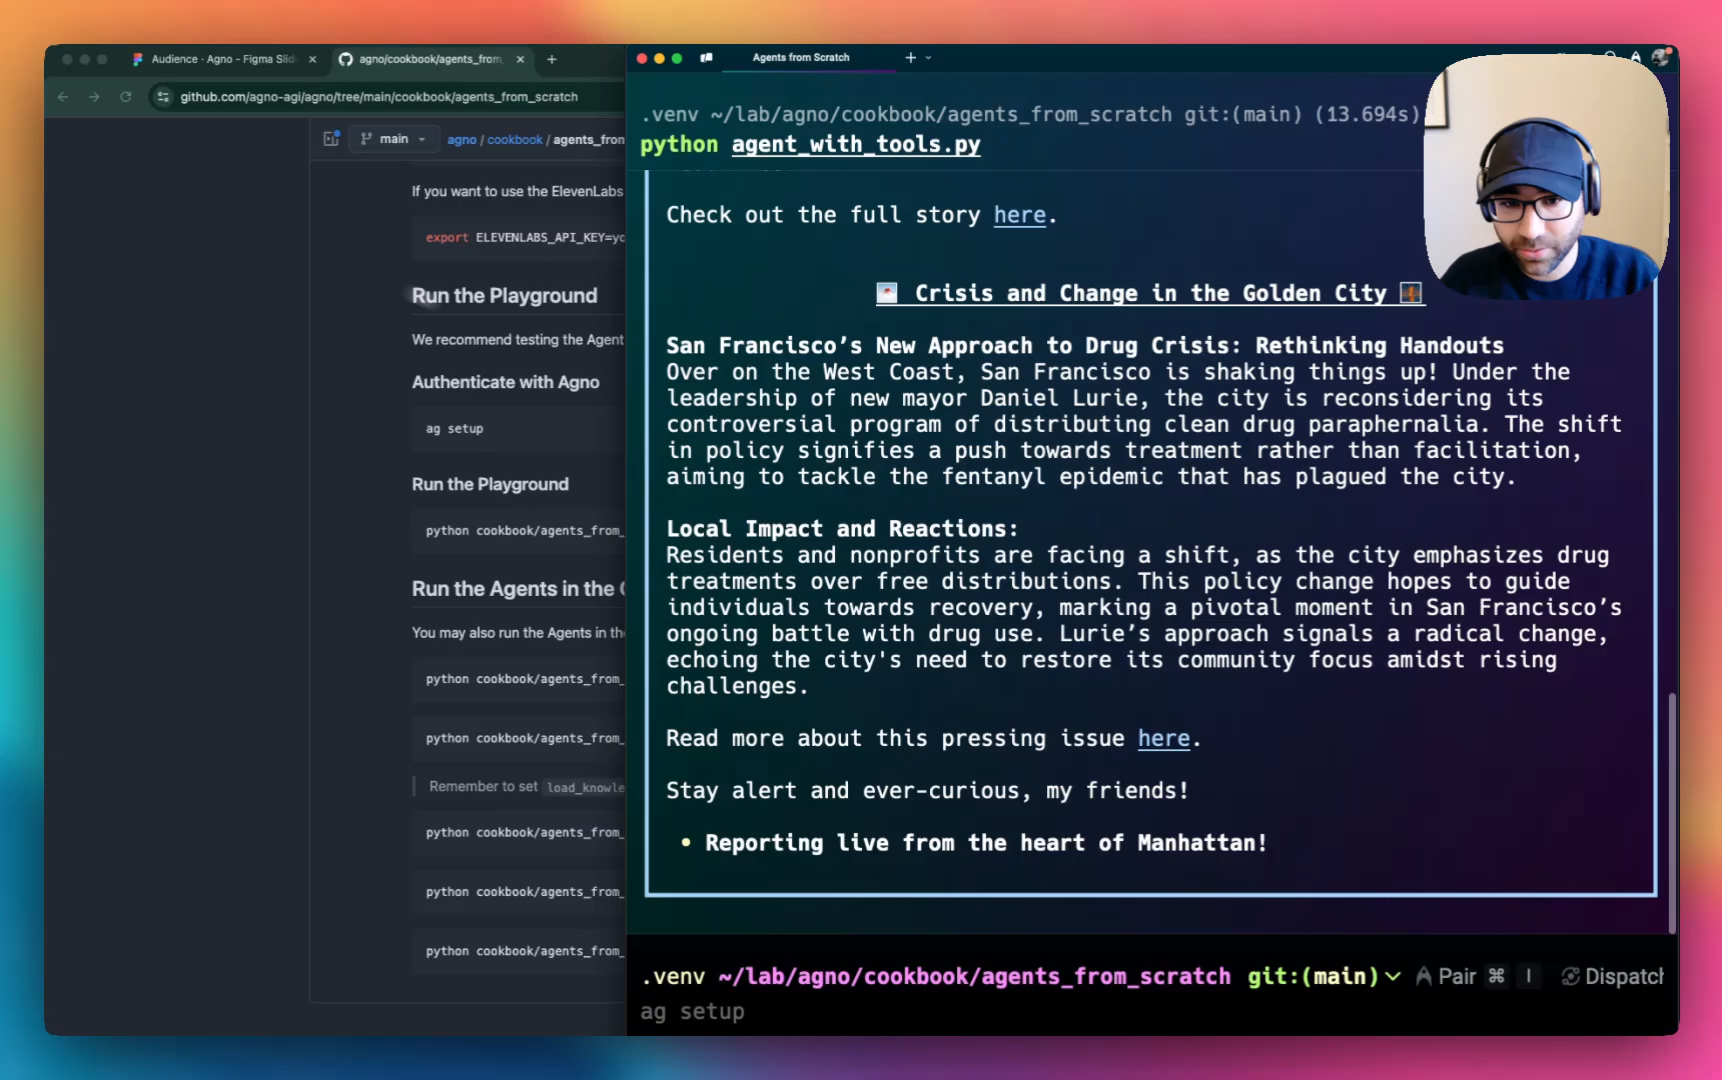 Audience · Agno - Figma Slid
agno/cookbook/agents_from_
github.com/agno-agi/agno/tree/main/cookbook/agents_from_scratch
main
agno / cookbook / agents_fron
If you want to use the ElevenLabs
export ELEVENLABS_API_KEY=yo
Run the Playground
We recommend testing the Agent
Authenticate with Agno
ag setup
Run the Playground
python cookbook/agents_from_
Run the Agents in the
You may also run the Agents in the
python cookbook/agents_from_
python cookbook/agents_from_
Remember to set load_knowle
python cookbook/agents_from_
python cookbook/agents_from_
python cookbook/agents_from_
Agents from Scratch
.venv ~/lab/agno/cookbook/agents_from_scratch git:(main) (13.694s)
python agent_with_tools.py
Check out the full story here.
Crisis and Change in the Golden City
San Francisco’s New Approach to Drug Crisis: Rethinking Handouts
Over on the West Coast, San Francisco is shaking things up! Under the
leadership of new mayor Daniel Lurie, the city is reconsidering its
controversial program of distributing clean drug paraphernalia. The shift
in policy signifies a push towards treatment rather than facilitation,
aiming to tackle the fentanyl epidemic that has plagued the city.
Local Impact and Reactions:
Residents and nonprofits are facing a shift, as the city emphasizes drug
treatments over free distributions. This policy change hopes to guide
individuals towards recovery, marking a pivotal moment in San Francisco’s
ongoing battle with drug use. Lurie’s approach signals a radical change,
echoing the city's need to restore its community focus amidst rising
challenges.
Read more about this pressing issue here.
Stay alert and ever-curious, my friends!
• Reporting live from the heart of Manhattan!
.venv ~/lab/agno/cookbook/agents_from_scratch git:(main) Pair ⌘ I Dispatch
ag setup